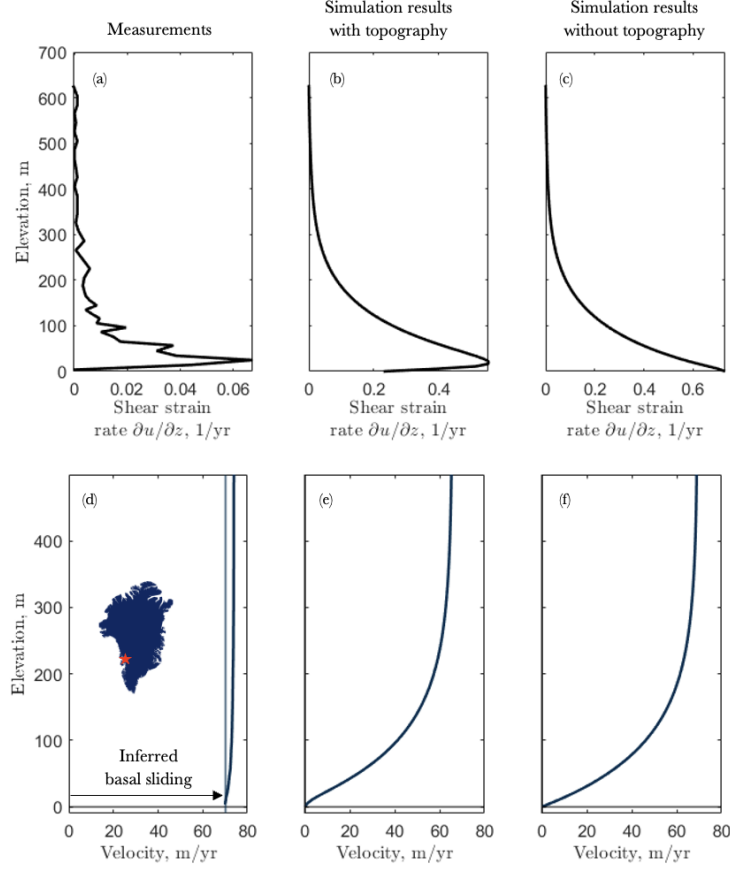 Measurements
Simulation results
with topography
Simulation results
without topography
(a)
(b)
(c)
700
600
500
400
300
200
100
0
Elevation, m
0 0.02 0.04 0.06
0 0.2 0.4
0 0.2 0.4 0.6
Shear strain
rate ∂u/∂z, 1/yr
Shear strain
rate ∂u/∂z, 1/yr
Shear strain
rate ∂u/∂z, 1/yr
(d)
(e)
(f)
400
300
200
100
0
Elevation, m
Inferred
basal sliding
0 20 40 60 80
0 20 40 60 80
0 20 40 60 80
Velocity, m/yr
Velocity, m/yr
Velocity, m/yr